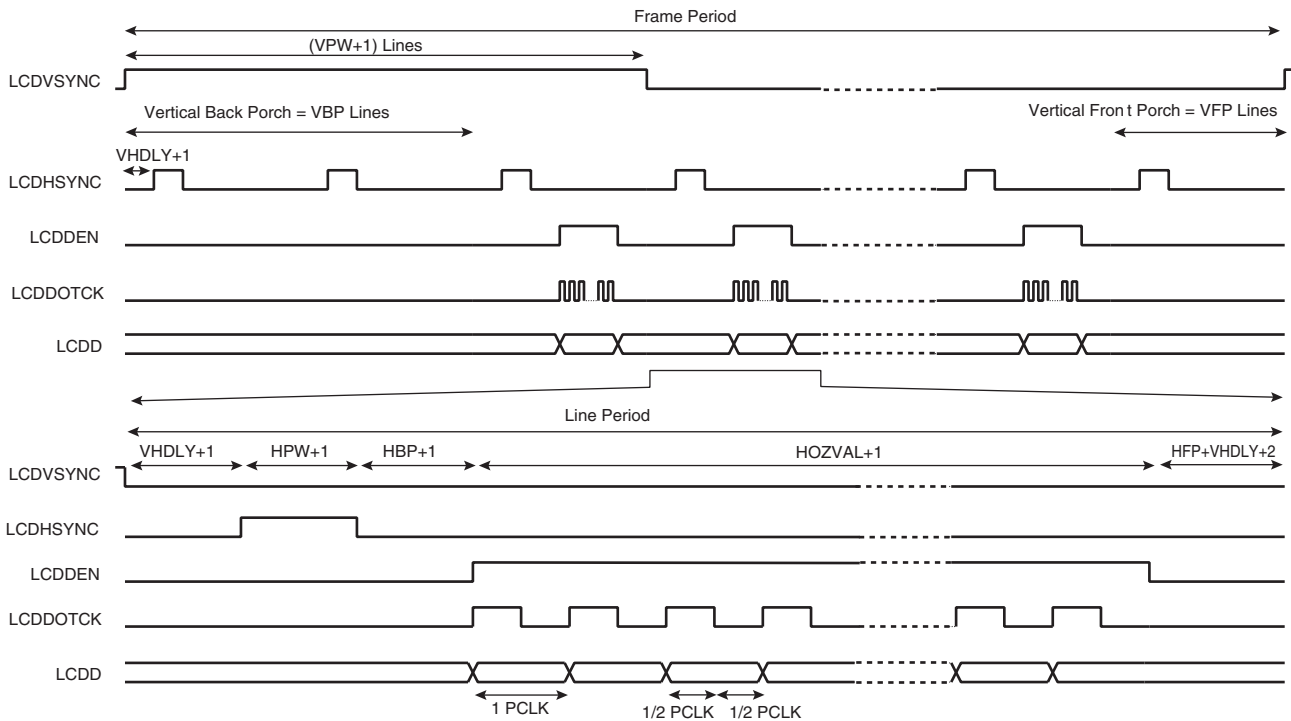 Frame Period
(VPW+1) Lines
LCDVSYNC
Vertical Back Porch = VBP Lines
Vertical Front Porch = VFP Lines
VHDLY+1
LCDHSYNC
LCDDEN
LCDDOTCK
LCDD
Line Period
VHDLY+1
HPW+1
HBP+1
HOZVAL+1
HFP+VHDLY+2
LCDVSYNC
LCDHSYNC
LCDDEN
LCDDOTCK
LCDD
1 PCLK
1/2 PCLK
1/2 PCLK